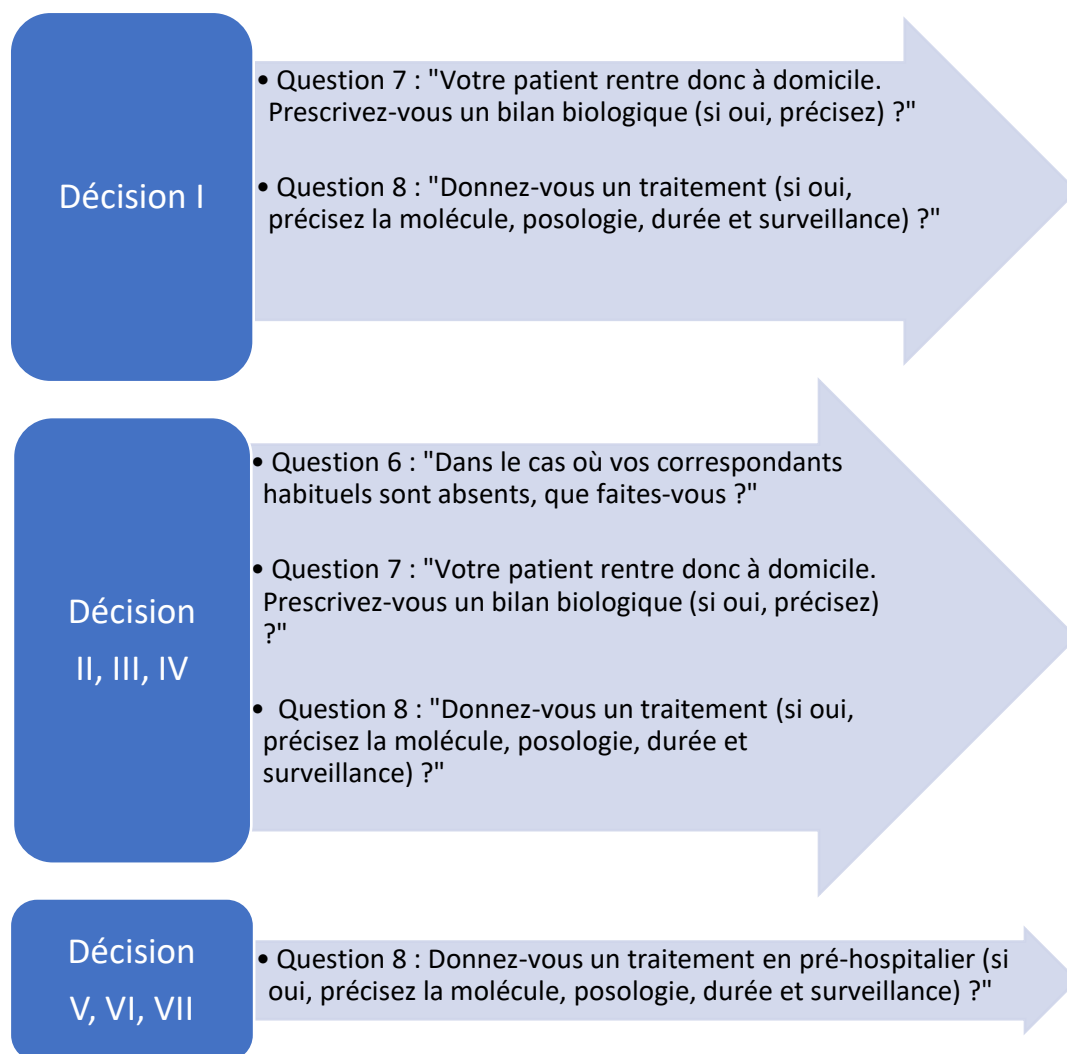 Décision I
• Question 7 : "Votre patient rentre donc à domicile.
Prescrivez-vous un bilan biologique (si oui, précisez) ?"
• Question 8 : "Donnez-vous un traitement (si oui,
précisez la molécule, posologie, durée et surveillance) ?"
Décision
II, III, IV
• Question 6 : "Dans le cas où vos correspondants
habituels sont absents, que faites-vous ?"
• Question 7 : "Votre patient rentre donc à domicile.
Prescrivez-vous un bilan biologique (si oui, précisez)
?"
• Question 8 : "Donnez-vous un traitement (si oui,
précisez la molécule, posologie, durée et
surveillance) ?"
Décision
V, VI, VII
• Question 8 : Donnez-vous un traitement en pré-hospitalier (si
oui, précisez la molécule, posologie, durée et surveillance) ?"